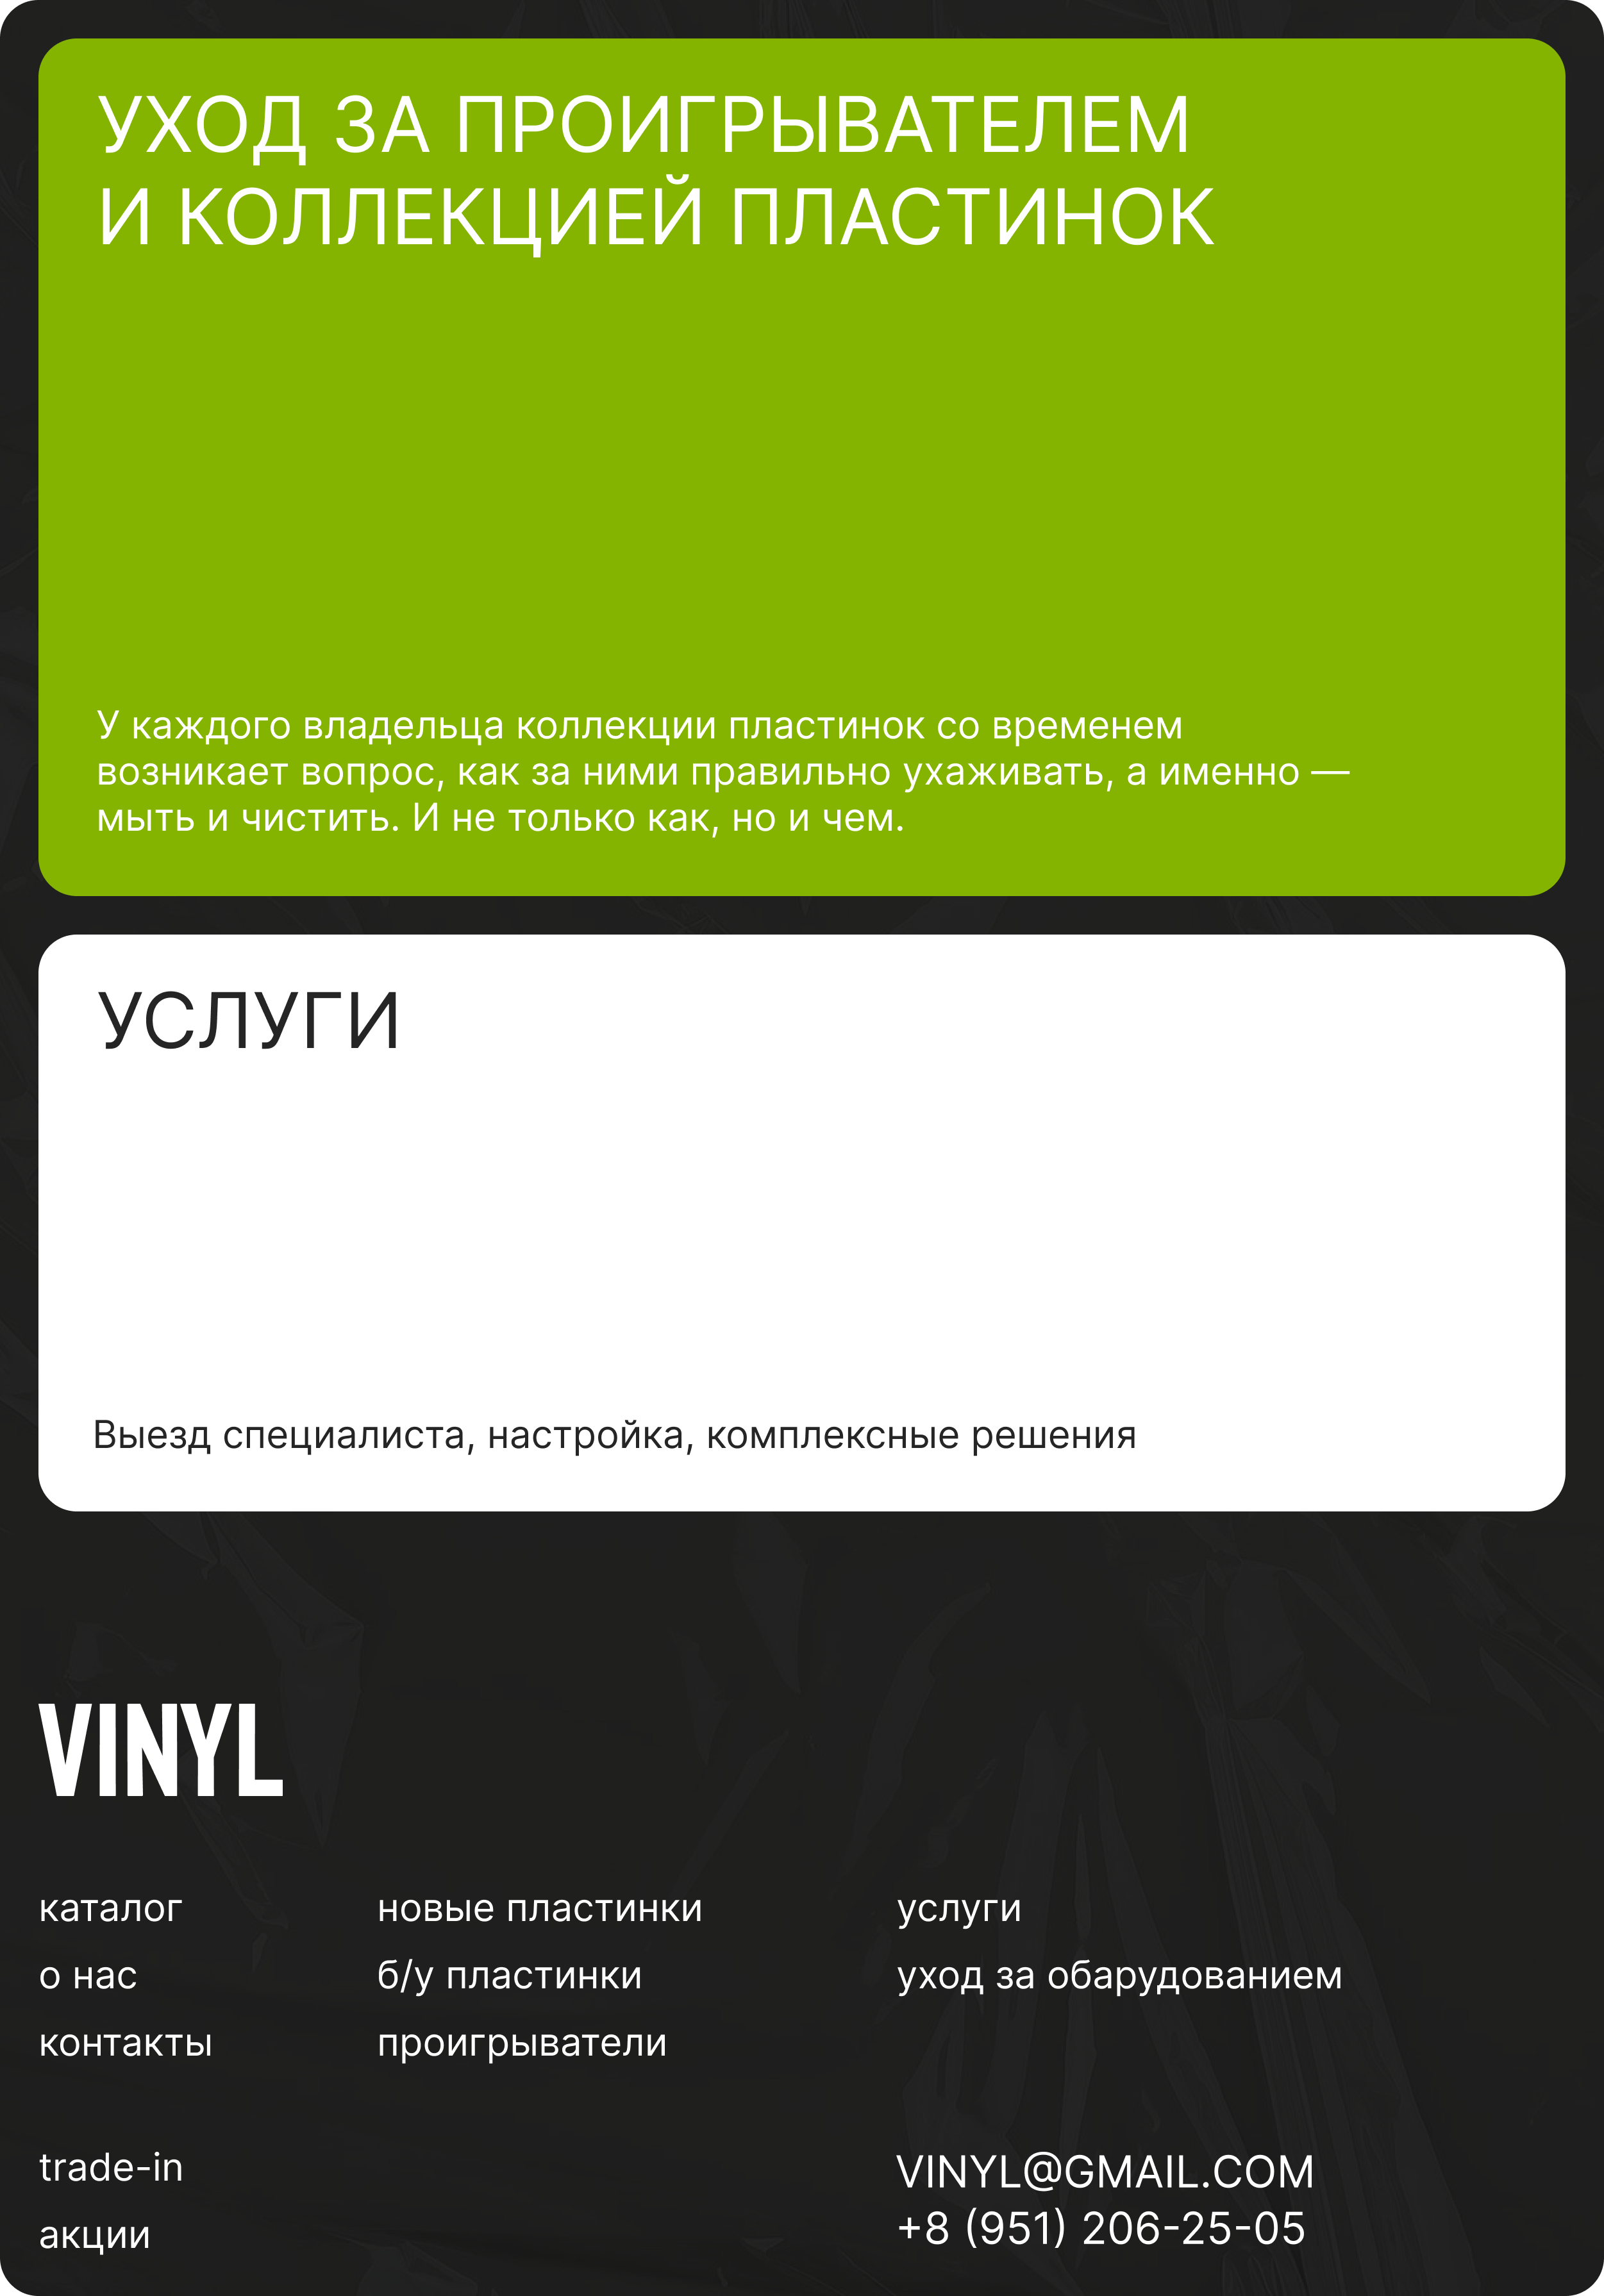 УХОД ЗА ПРОИГРЫВАТЕЛЕМ
И КОЛЛЕКЦИЕЙ ПЛАСТИНОК
У каждого владельца коллекции пластинок со временем
возникает вопрос, как за ними правильно ухаживать, а именно —
мыть и чистить. И не только как, но и чем.
УСЛУГИ
Выезд специалиста, настройка, комплексные решения
VINYL
каталог
о нас
контакты
новые пластинки
б/у пластинки
проигрыватели
услуги
уход за обарудованием
trade-in
акции
VINYL@GMAIL.COM
+8 (951) 206-25-05